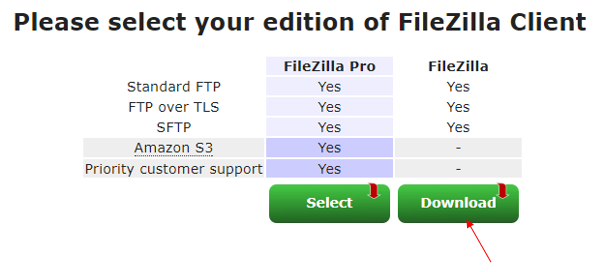 Please select your edition of FileZilla Client
FileZilla Pro FileZilla
Standard FTP Yes Yes
FTP over TLS Yes Yes
SFTP Yes Yes
Amazon S3 Yes -
Priority customer support Yes -
Select Download